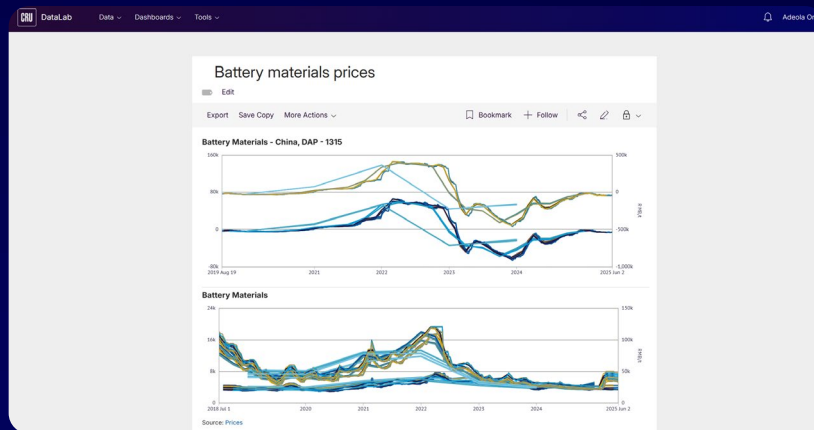 CRU DataLab Data Dashboards Tools Adeola
Battery materials prices
Edit
Export Save Copy More Actions Bookmark Follow
Battery Materials - China, DAP - 1315
160k 500k
80k 0
0 -500k
-80k -1,000k
2019 Aug 19 2021 2022 2023 2024 2025 Jun 2
Battery Materials
24k 150k
16k 100k
8k 50k
0 0
2018 Jul 1 2020 2021 2022 2023 2024 2025 Jun 2
Source: Prices